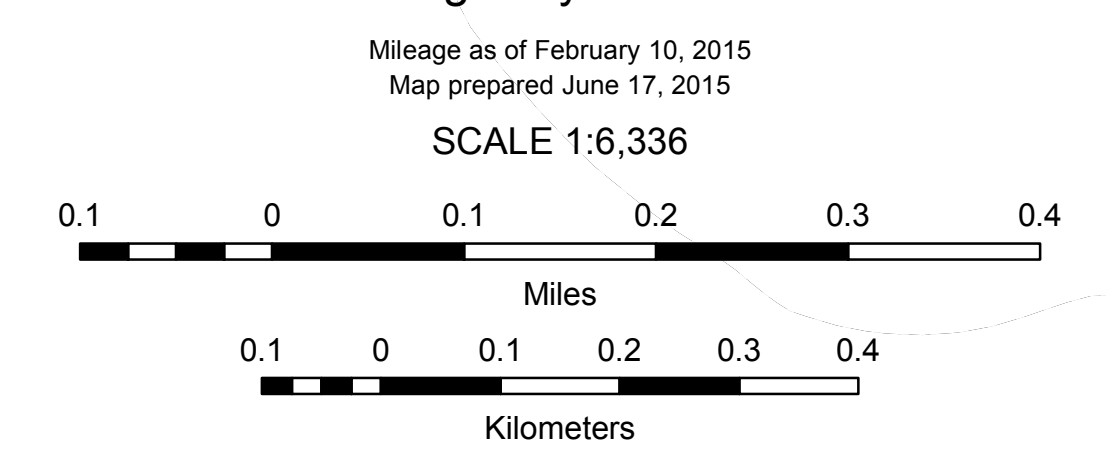 Mileage as of February 10, 2015
Map prepared June 17, 2015
SCALE 1:6,336
0.1 0 0.1 0.2 0.3 0.4
Miles
0.1 0 0.1 0.2 0.3 0.4
Kilometers